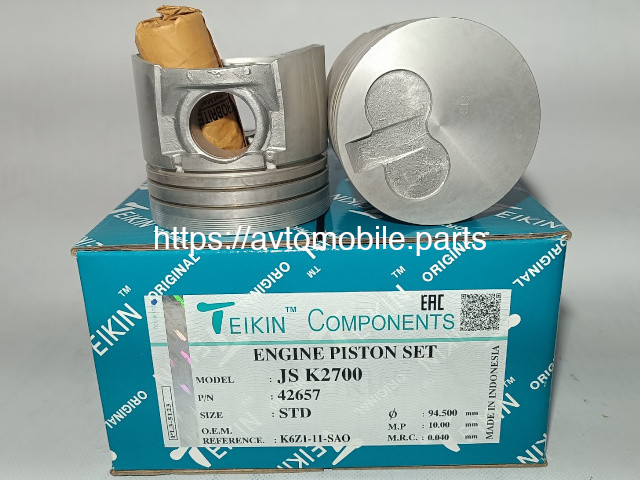 https://avtomobile.parts
TEIKIN
ORIGINAL
TEIKIN™
ORIGINAL
ORIGINAL
TEIKIN™ COMPONENTS
EAC
ENGINE PISTON SET
MODEL : JS K2700
P/N : 42657
SIZE : STD Ø : 94.500 mm
O.E.M. M.P : 10.00 mm
REFERENCE. : K6Z1-11-SAO M.R.C. : 0.040 mm
MADE IN INDONESIA